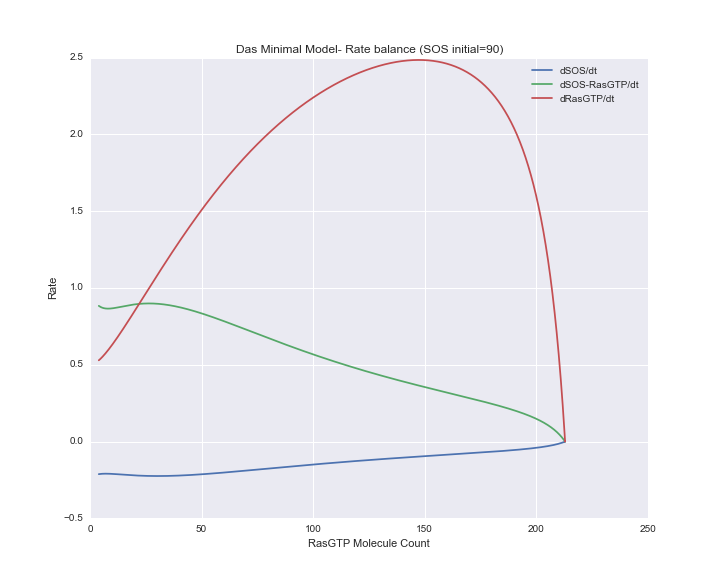 Das Minimal Model- Rate balance (SOS initial=90)
2.5
2.0
1.5
1.0
0.5
0.0
−0.5
Rate
dSOS/dt
dSOS-RasGTP/dt
dRasGTP/dt
0 50 100 150 200 250
RasGTP Molecule Count